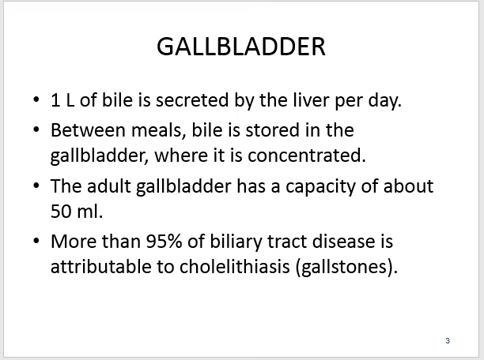 GALLBLADDER
• 1 L of bile is secreted by the liver per day.
• Between meals, bile is stored in the
gallbladder, where it is concentrated.
• The adult gallbladder has a capacity of about
50 ml.
• More than 95% of biliary tract disease is
attributable to cholelithiasis (gallstones).
3